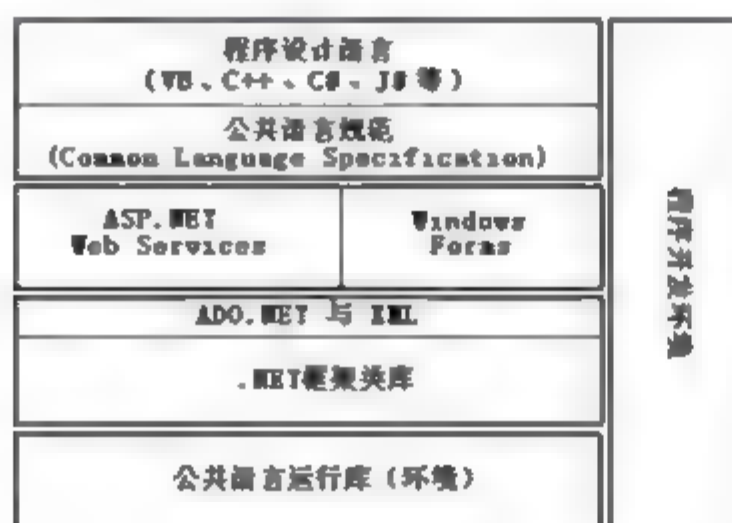 程序设计语言
(VB、C++、C#、J#等)
公共语言规范
(Common Language Specification)
ASP.NET
Web Services
Windows
Forms
ADO.NET 与 XML
.NET框架类库
公共语言运行库(环境)
程序开发环境